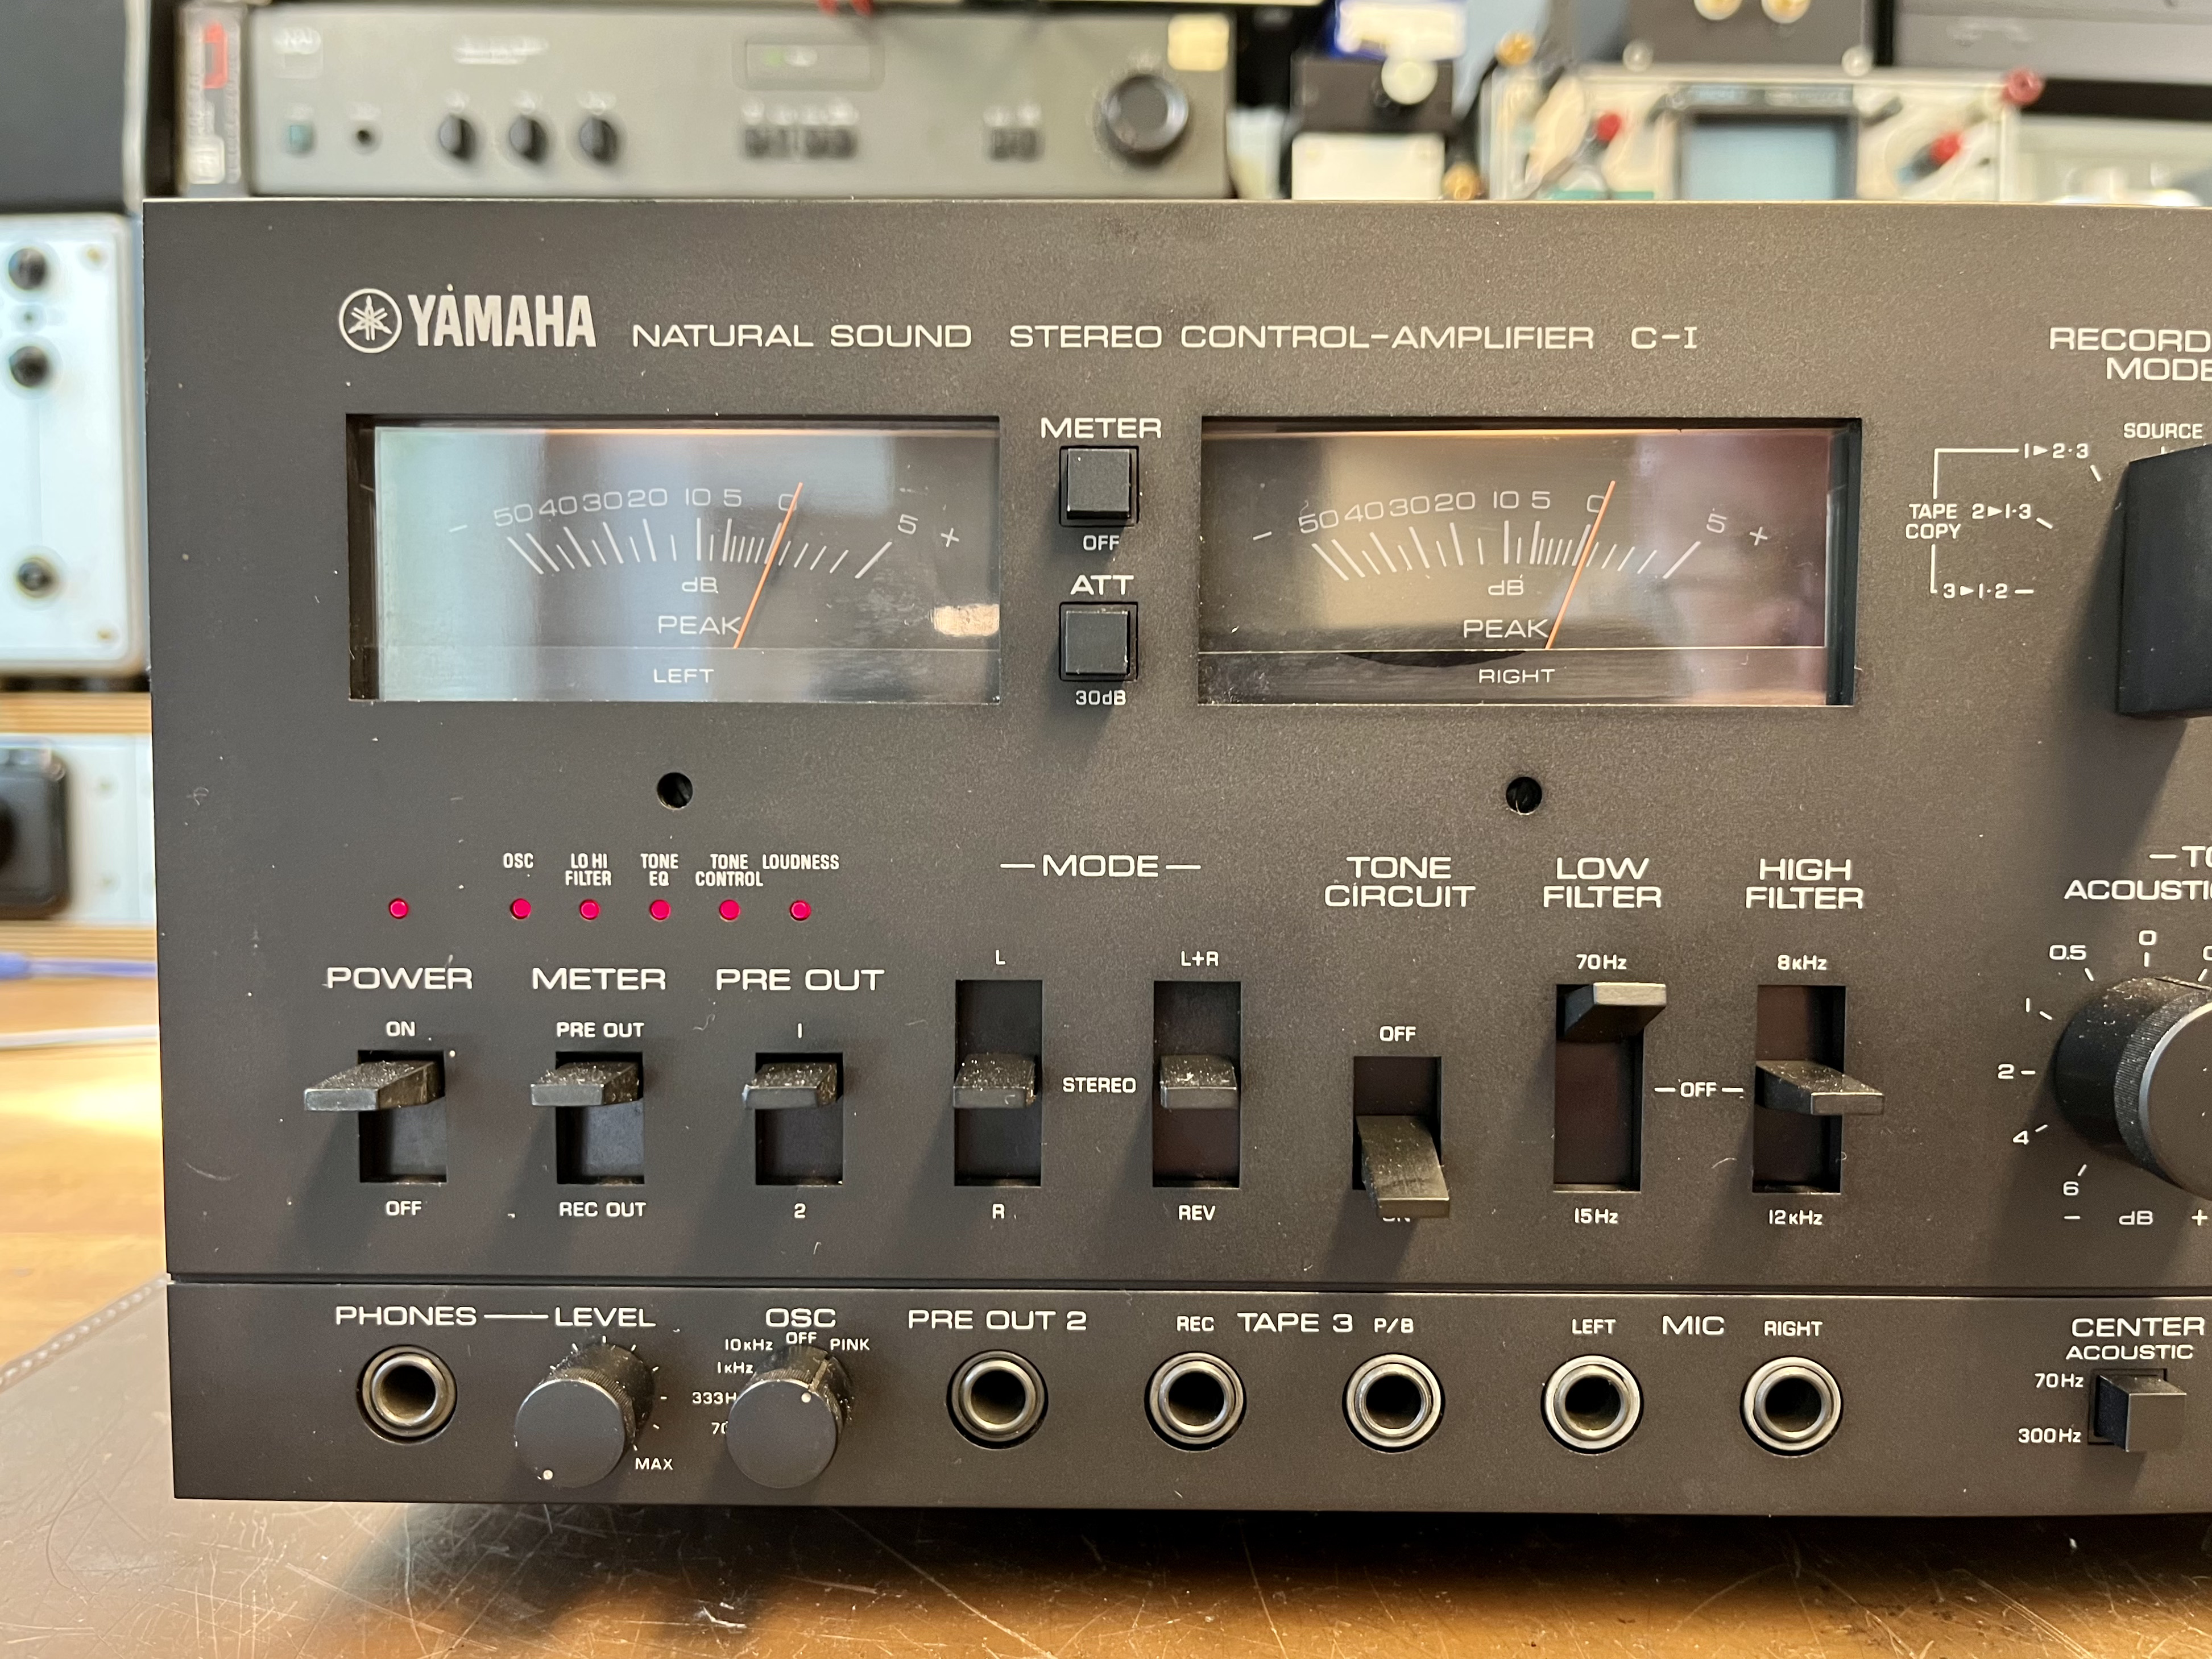 YAMAHA NATURAL SOUND STEREO CONTROL-AMPLIFIER C-I
METER
OFF
ATT
30dB
- 50 40 30 20 10 5 0 5 +
dB
PEAK
LEFT
- 50 40 30 20 10 5 0 5 +
dB
PEAK
RIGHT
MODE
SOURCE
TAPE
COPY
1▶2·3
2▶1·3
3▶1·2
OSC
LO HI
FILTER
TONE
EQ
TONE
CONTROL
LOUDNESS
POWER
ON
OFF
METER
PRE OUT
REC OUT
PRE OUT
1
2
—MODE—
L
R
STEREO
L+R
REV
TONE
CIRCUIT
OFF
LOW
FILTER
70Hz
15Hz
—OFF—
HIGH
FILTER
8kHz
12kHz
0
0.5
1
2
4
6
- dB +
PHONES — LEVEL
MAX
OSC
OFF
10kHz
PINK
1kHz
PRE OUT 2
REC TAPE 3 P/B
LEFT MIC RIGHT
CENTER
ACOUSTIC
70Hz
300Hz